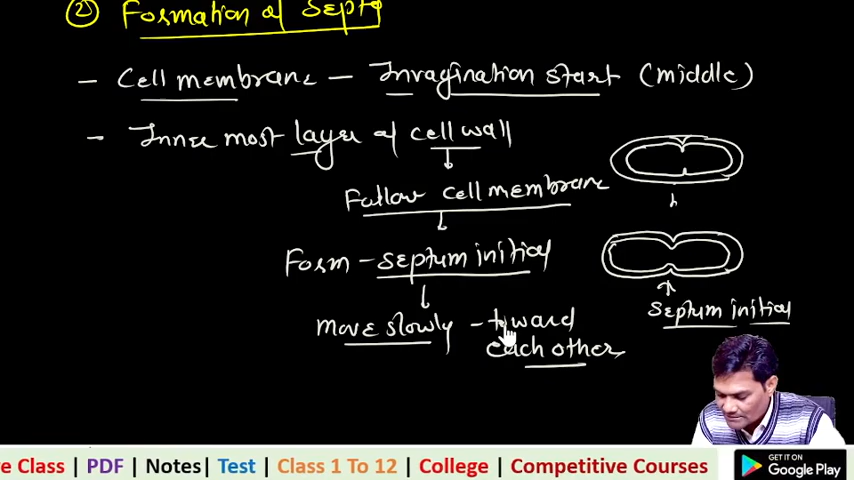 ② Formation of Septa
- Cell membrane - Invagination start (middle)
- Inner most layer of cell wall
Follow cell membrane
Form - septum initial
Septum initial
Move slowly - toward
each other
e Class | PDF | Notes| Test | Class 1 To 12 | College | Competitive Courses
GET IT ON
Google Play